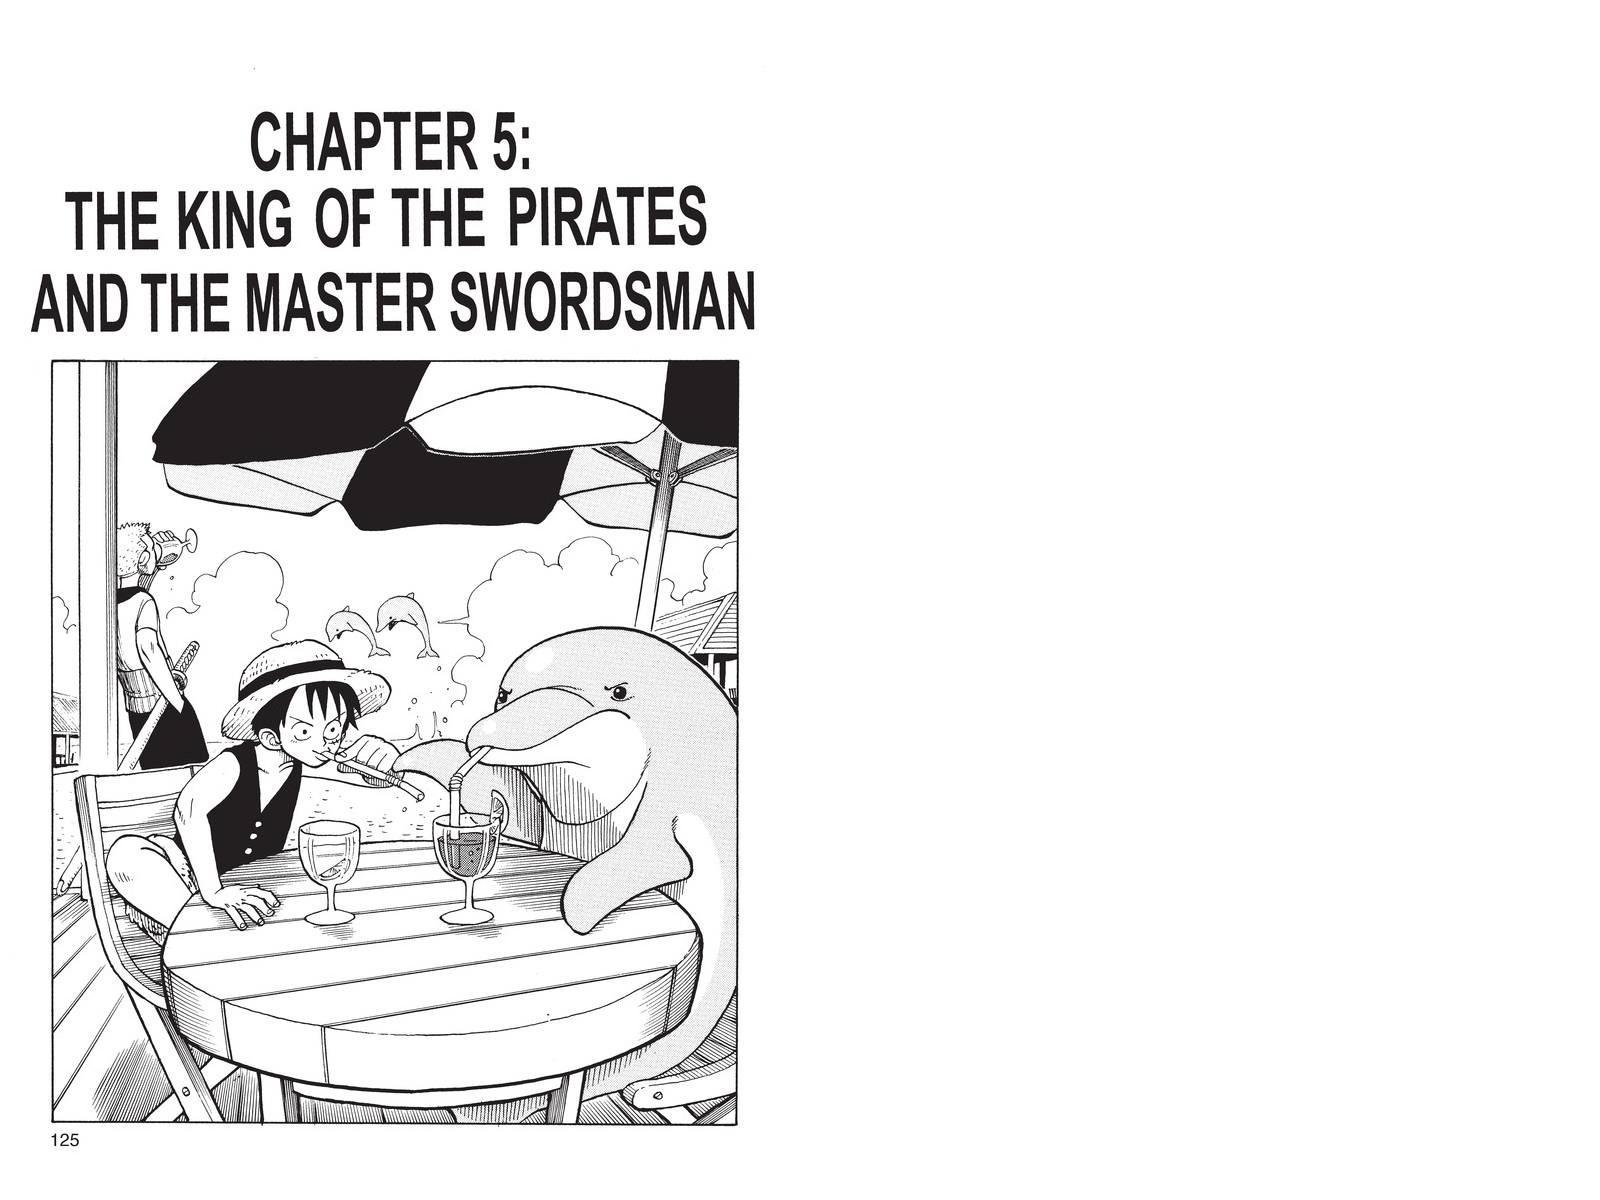 CHAPTER 5:
THE KING OF THE PIRATES
AND THE MASTER SWORDSMAN
125